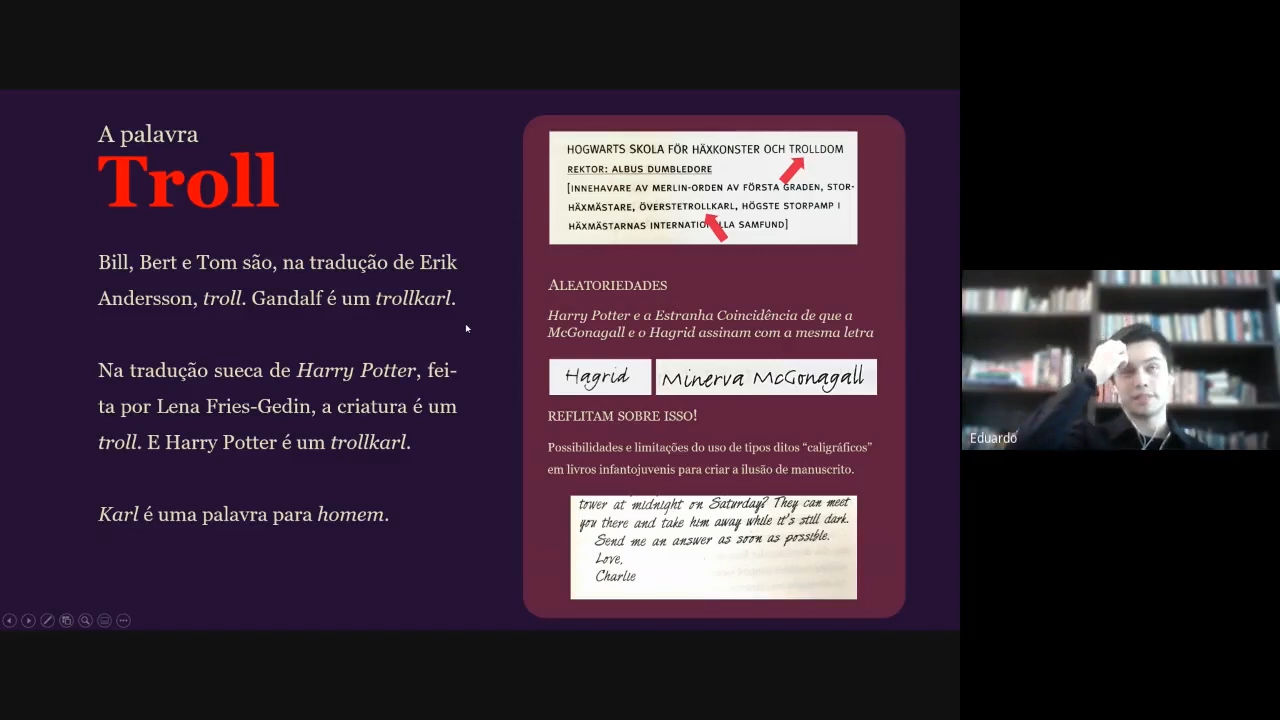 A palavra
Troll
Bill, Bert e Tom são, na tradução de Erik
Andersson, troll. Gandalf é um trollkarl.
Na tradução sueca de Harry Potter, fei-
ta por Lena Fries-Gedin, a criatura é um
troll. E Harry Potter é um trollkarl.
Karl é uma palavra para homem.
HOGWARTS SKOLA FÖR HÄXKONSTER OCH TROLLDOM
REKTOR: ALBUS DUMBLEDORE
[INNEHAVARE AV MERLIN-ORDEN AV FÖRSTA GRADEN, STOR-
HÄXMÄSTARE, ÖVERSTETROLLKARL, HÖGSTE STORPAMP I
HÄXMÄSTARNAS SAMFUND]
ALEATORIEDADES
Harry Potter e a Estranha Coincidência de que a
McGonagall e o Hagrid assinam com a mesma letra
Hagrid
Minerva McGonagall
REFLITAM SOBRE ISSO!
Possibilidades e limitações do uso de tipos ditos “caligráficos”
em livros infantojuvenis para criar a ilusão de manuscrito.
tower at midnight on Saturday? They can meet
you there and take him away while it's still dark.
Send me an answer as soon as possible.
Love,
Charlie
Eduardo